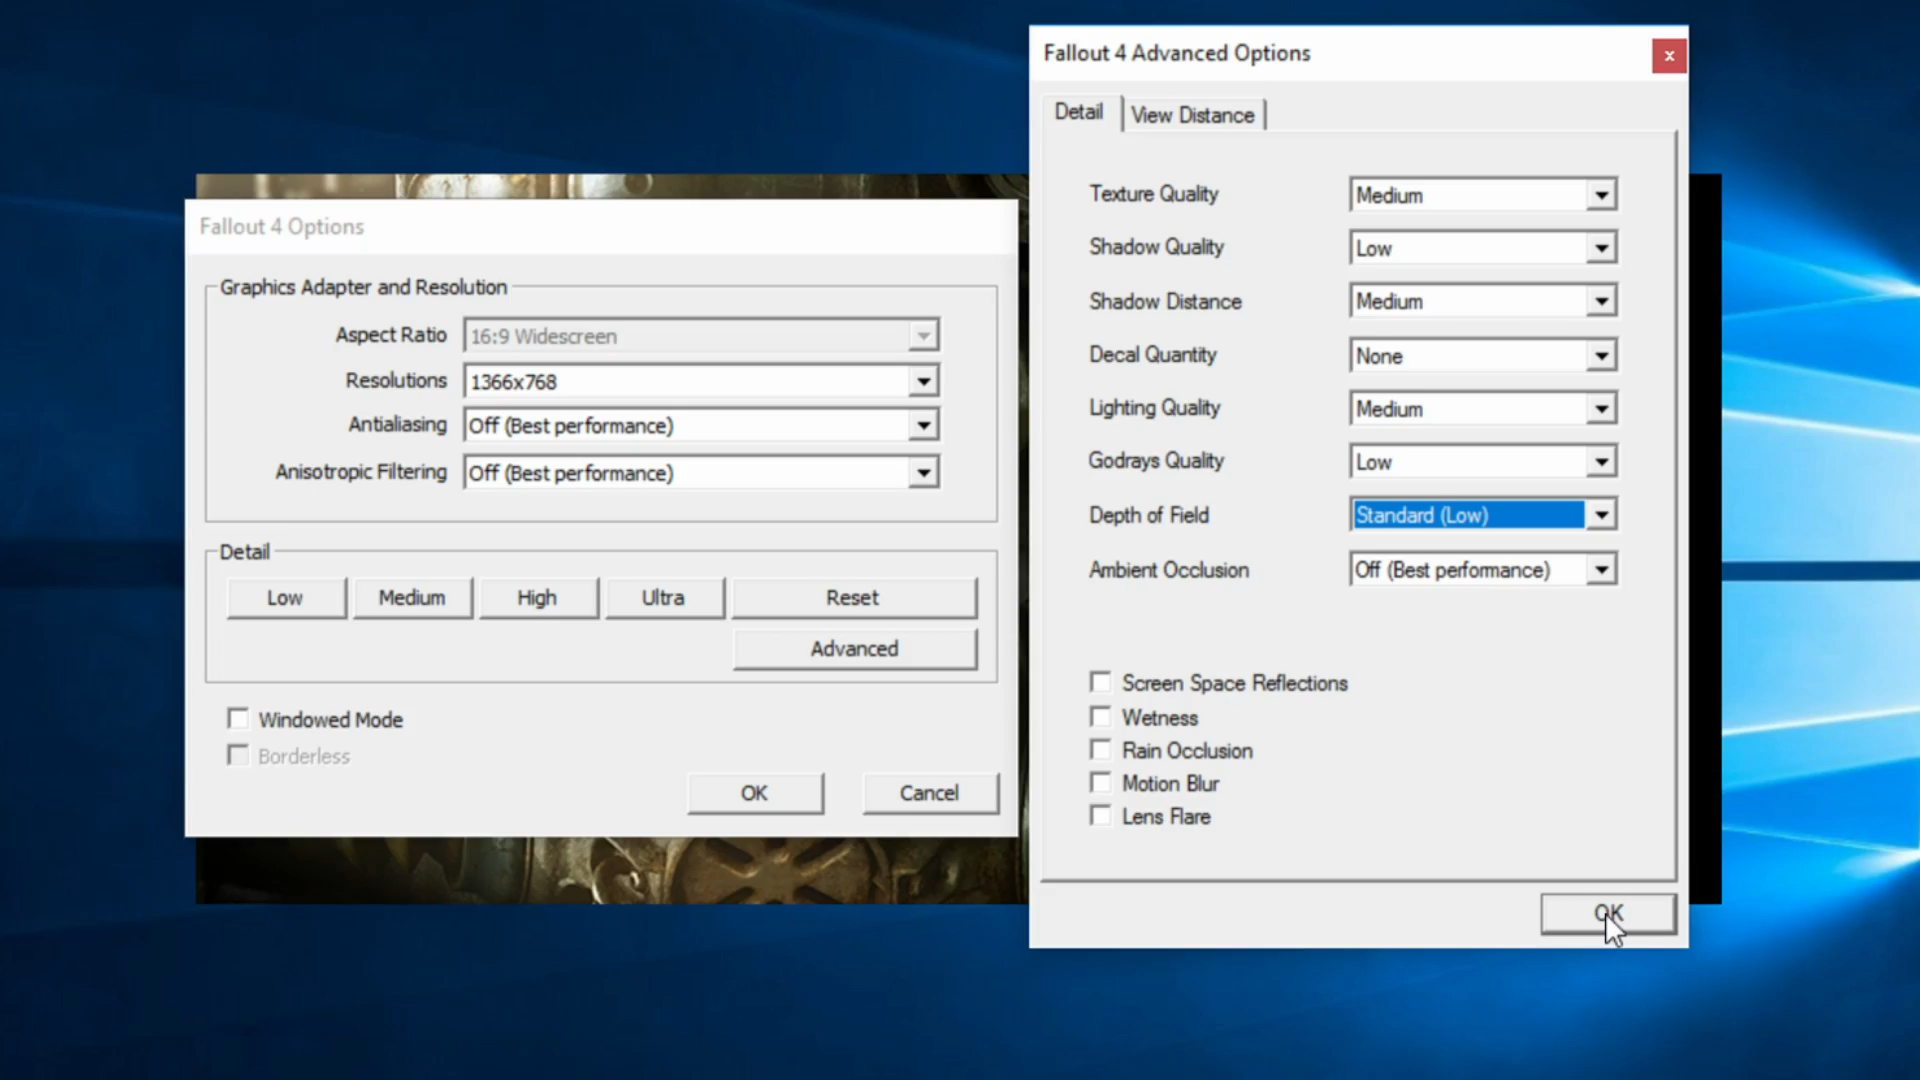 Fallout 4 Options
Graphics Adapter and Resolution
Aspect Ratio 16:9 Widescreen
Resolutions 1366x768
Antialiasing Off (Best performance)
Anisotropic Filtering Off (Best performance)
Detail
Low Medium High Ultra Reset
Advanced
Windowed Mode
Borderless
OK Cancel
Fallout 4 Advanced Options x
Detail View Distance
Texture Quality Medium
Shadow Quality Low
Shadow Distance Medium
Decal Quantity None
Lighting Quality Medium
Godrays Quality Low
Depth of Field Standard (Low)
Ambient Occlusion Off (Best performance)
Screen Space Reflections
Wetness
Rain Occlusion
Motion Blur
Lens Flare
OK